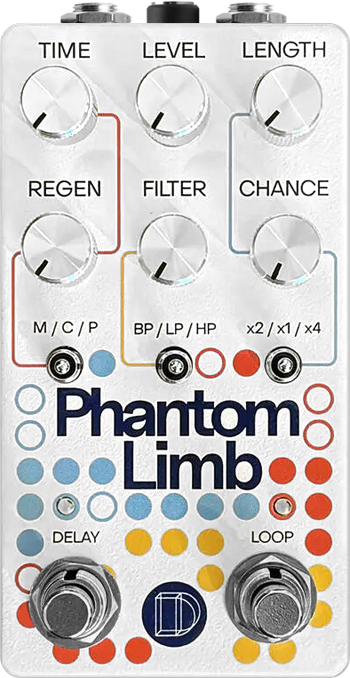 TIME LEVEL LENGTH
REGEN FILTER CHANCE
M / C / P BP / LP / HP x2 / x1 / x4
Phantom
Limb
DELAY LOOP